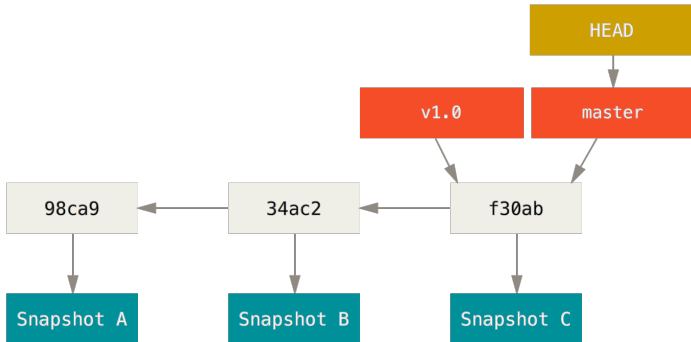 HEAD
v1.0
master
98ca9
34ac2
f30ab
Snapshot A
Snapshot B
Snapshot C